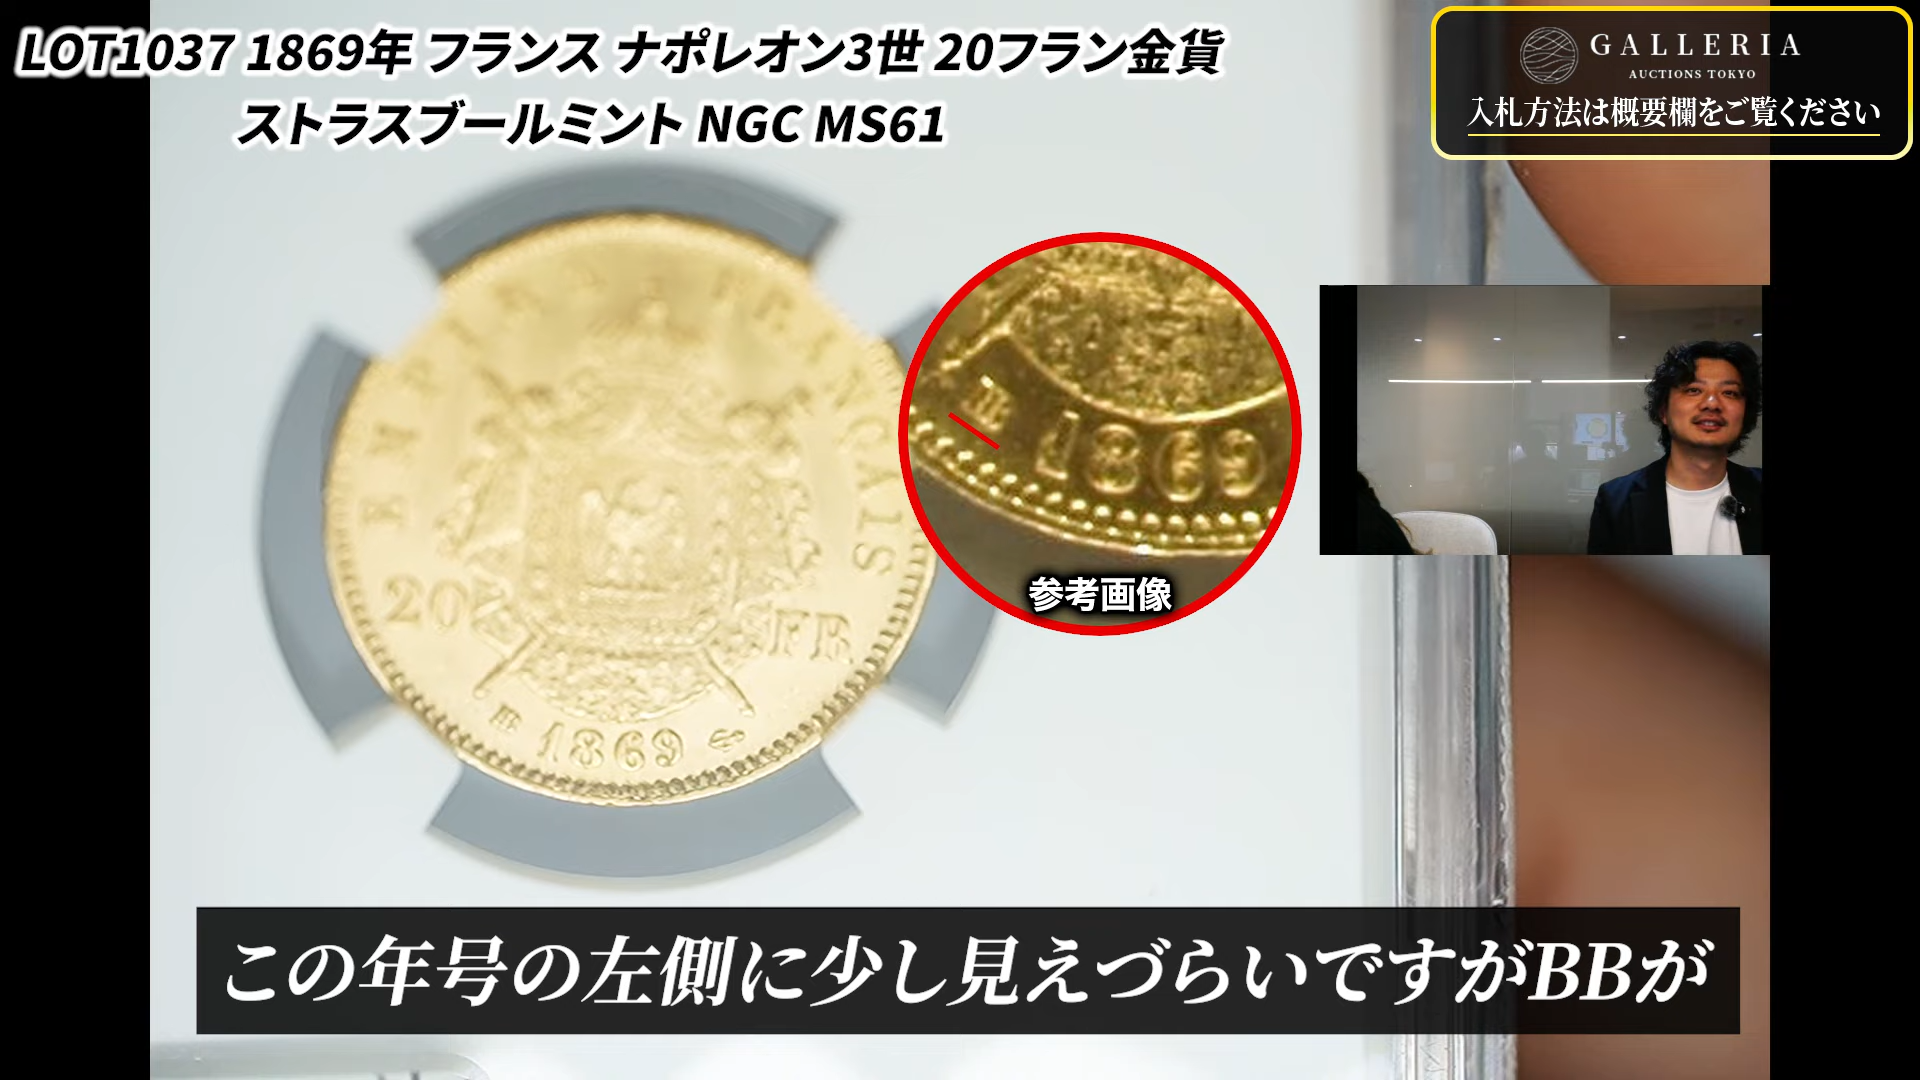 LOT1037 1869年 フランス ナポレオン3世 20フラン金貨
ストラスブールミント NGC MS61
GALLERIA
AUCTIONS TOKYO
入札方法は概要欄をご覧ください
EMPIRE FRANÇAIS
20 FR
BB 1869
BB 1869
参考画像
この年号の左側に少し見えづらいですがBBが